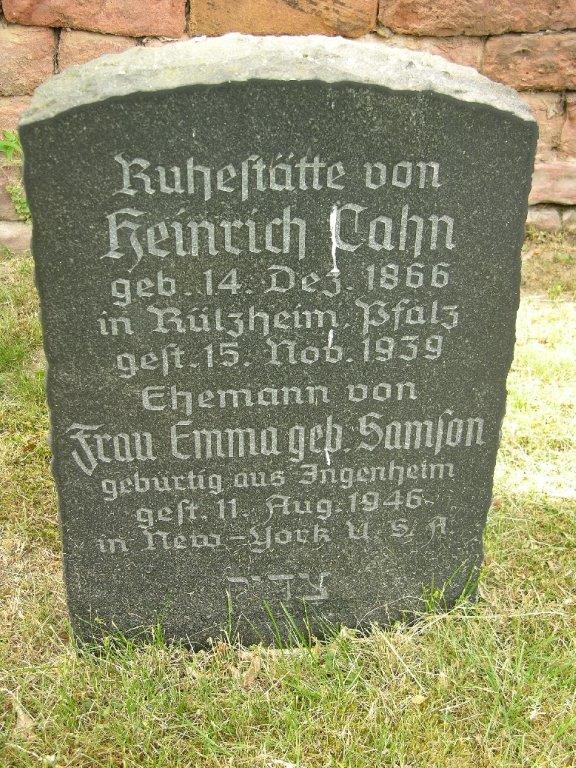 Ruheſtätte von
Heinrich Cahn
geb. 14. Dez. 1866
in Rülzheim, Pfalz
geſt. 15. Nov. 1939
Ehemann von
Frau Emma geb. Samſon
gebürtig aus Ingenheim
geſt. 11. Aug. 1946
in New-York U. S. A.